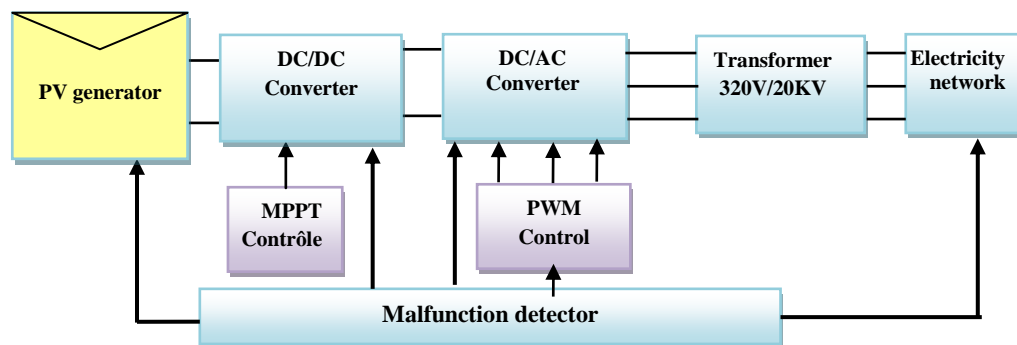 PV generator
DC/DC
Converter
DC/AC
Converter
Transformer
320V/20KV
Electricity
network
MPPT
Contrôle
PWM
Control
Malfunction detector